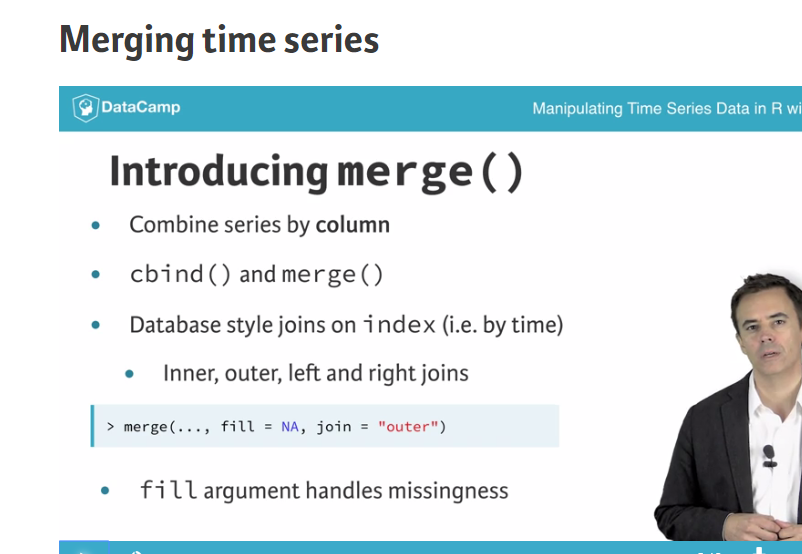 Merging time series
DataCamp
Manipulating Time Series Data in R wi
Introducing merge()
• Combine series by column
• cbind() and merge()
• Database style joins on index (i.e. by time)
• Inner, outer, left and right joins
> merge(..., fill = NA, join = "outer")
• fill argument handles missingness